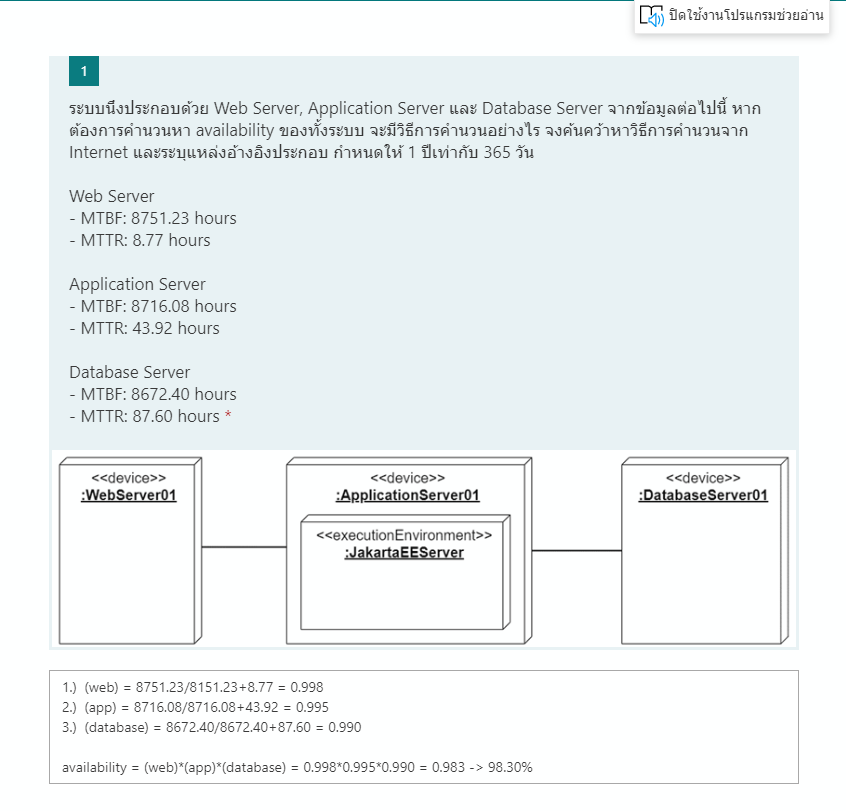 ปิดใช้งานโปรแกรมช่วยอ่าน
1
ระบบนึงประกอบด้วย Web Server, Application Server และ Database Server จากข้อมูลต่อไปนี้ หาก
ต้องการคำนวนหา availability ของทั้งระบบ จะมีวิธีการคำนวนอย่างไร จงค้นคว้าหาวิธีการคำนวนจาก
Internet และระบุแหล่งอ้างอิงประกอบ กำหนดให้ 1 ปีเท่ากับ 365 วัน
Web Server
- MTBF: 8751.23 hours
- MTTR: 8.77 hours
Application Server
- MTBF: 8716.08 hours
- MTTR: 43.92 hours
Database Server
- MTBF: 8672.40 hours
- MTTR: 87.60 hours *
<<device>>
:WebServer01
<<device>>
:ApplicationServer01
<<executionEnvironment>>
:JakartaEEServer
<<device>>
:DatabaseServer01
1.) (web) = 8751.23/8151.23+8.77 = 0.998
2.) (app) = 8716.08/8716.08+43.92 = 0.995
3.) (database) = 8672.40/8672.40+87.60 = 0.990
availability = (web)*(app)*(database) = 0.998*0.995*0.990 = 0.983 -> 98.30%